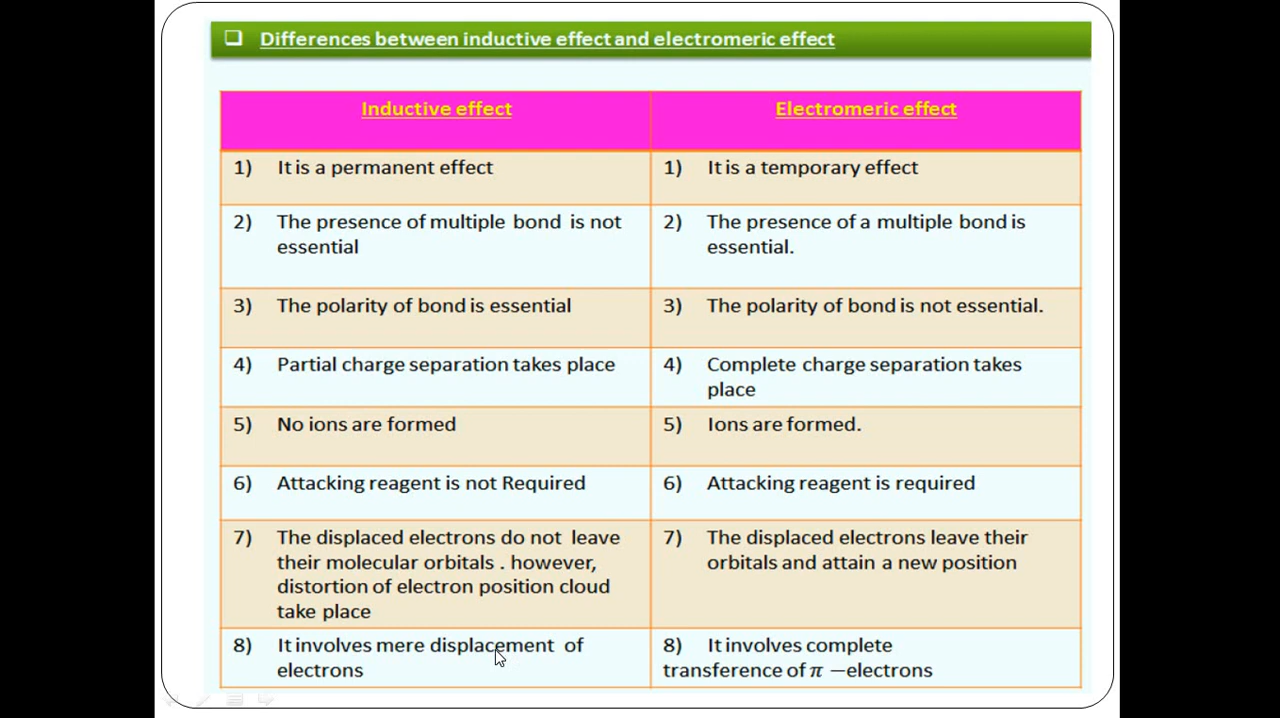 Differences between inductive effect and electromeric effect
Inductive effect
Electromeric effect
1) It is a permanent effect
1) It is a temporary effect
2) The presence of multiple bond is not
essential
2) The presence of a multiple bond is
essential.
3) The polarity of bond is essential
3) The polarity of bond is not essential.
4) Partial charge separation takes place
4) Complete charge separation takes
place
5) No ions are formed
5) Ions are formed.
6) Attacking reagent is not Required
6) Attacking reagent is required
7) The displaced electrons do not leave
their molecular orbitals . however,
distortion of electron position cloud
take place
7) The displaced electrons leave their
orbitals and attain a new position
8) It involves mere displacement of
electrons
8) It involves complete
transference of π −electrons